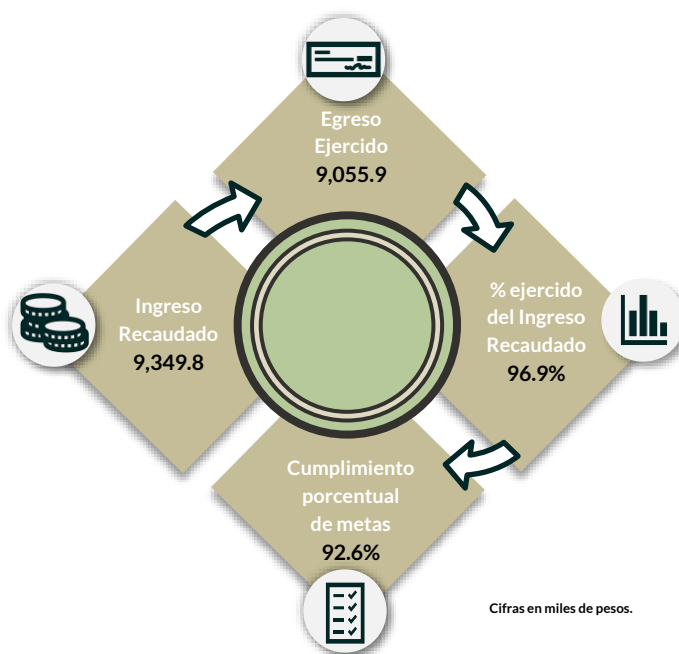 Egreso
Ejercido
9,055.9
Ingreso
Recaudado
9,349.8
% ejercido
del Ingreso
Recaudado
96.9%
Cumplimiento
porcentual
de metas
92.6%
Cifras en miles de pesos.